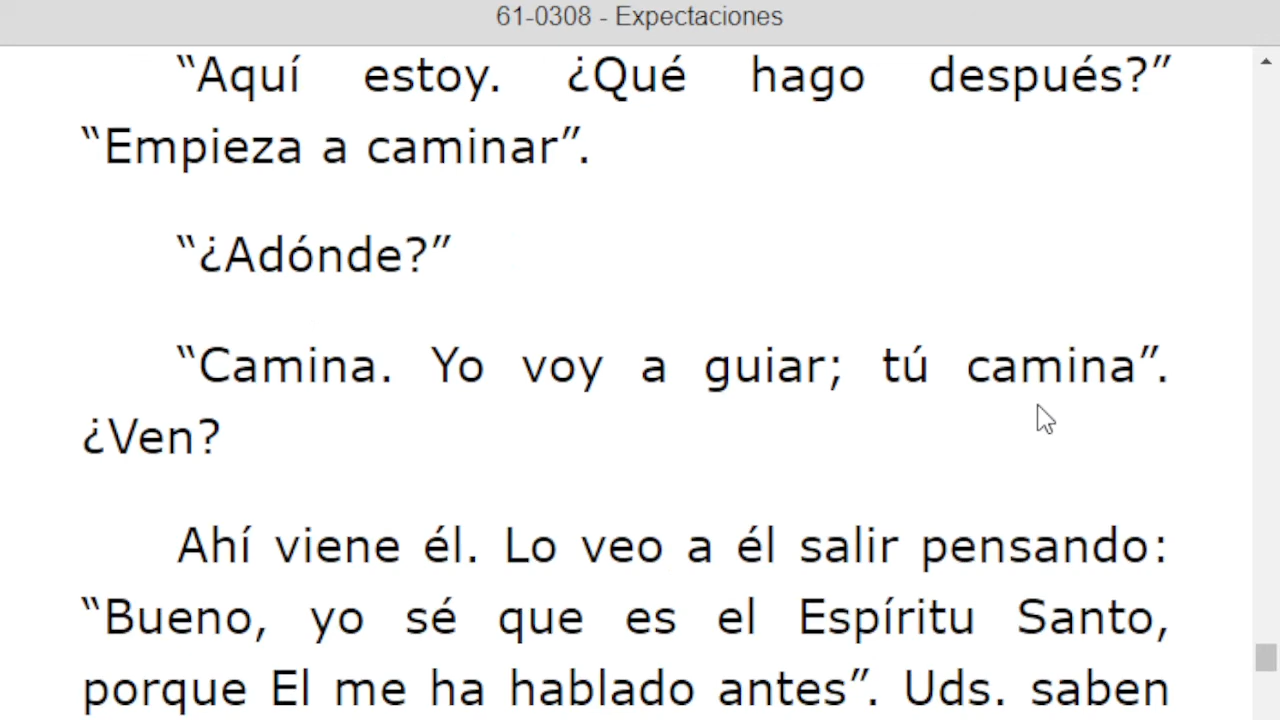 61-0308 - Expectaciones
“Aquí estoy. ¿Qué hago después?”
“Empieza a caminar”.
“¿Adónde?”
“Camina. Yo voy a guiar; tú camina”.
¿Ven?
Ahí viene él. Lo veo a él salir pensando:
“Bueno, yo sé que es el Espíritu Santo,
porque El me ha hablado antes”. Uds. saben